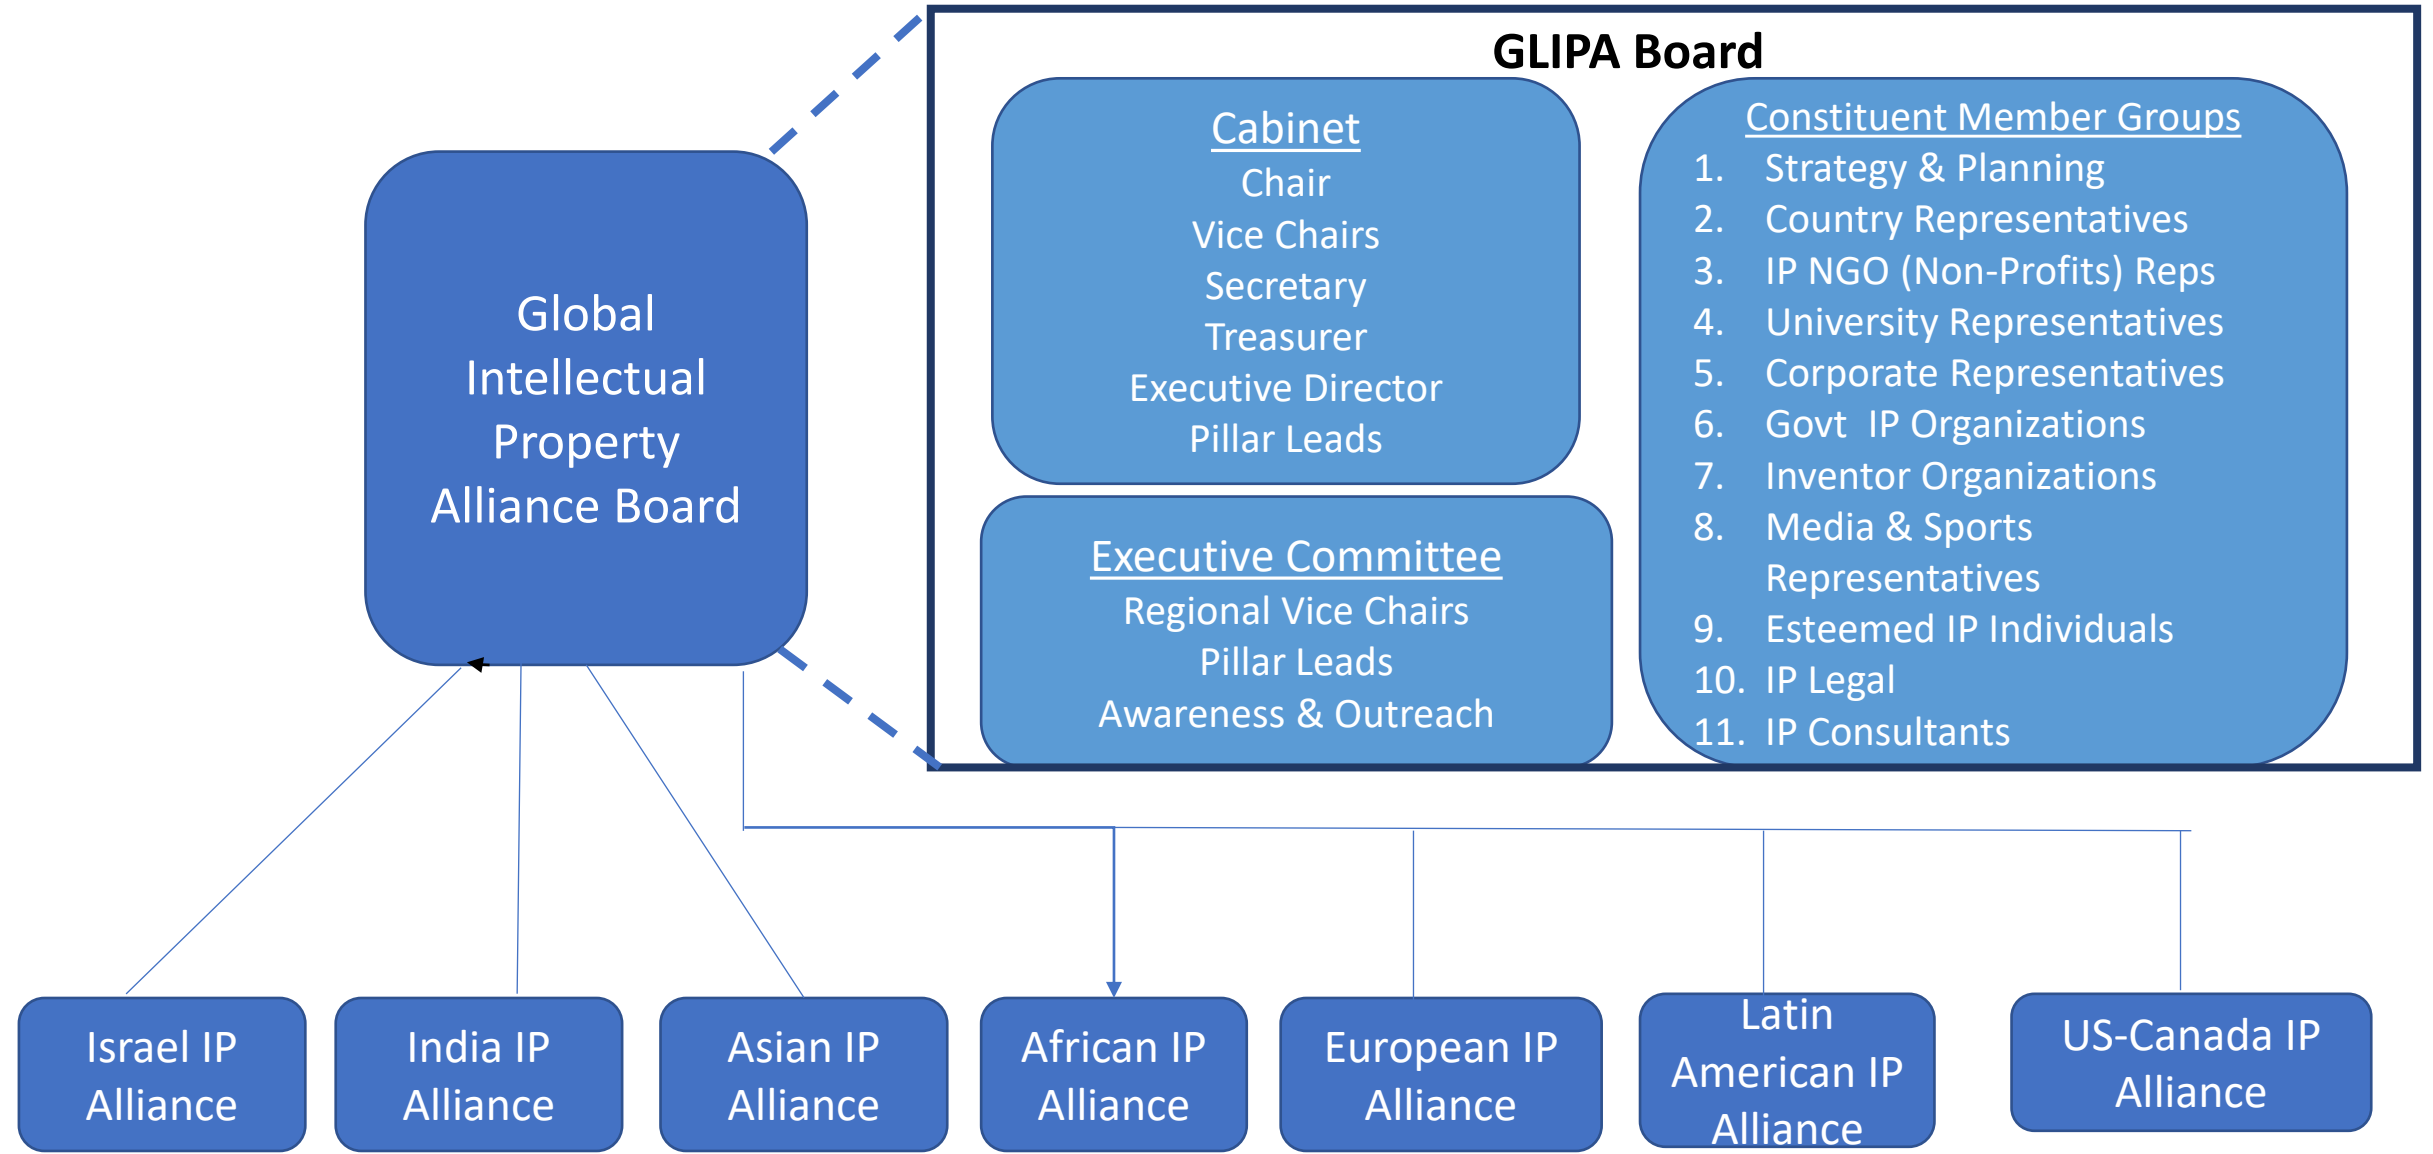 GLIPA Board
Global
Intellectual
Property
Alliance Board
Cabinet
Chair
Vice Chairs
Secretary
Treasurer
Executive Director
Pillar Leads
Executive Committee
Regional Vice Chairs
Pillar Leads
Awareness & Outreach
Constituent Member Groups
1. Strategy & Planning
2. Country Representatives
3. IP NGO (Non-Profits) Reps
4. University Representatives
5. Corporate Representatives
6. Govt  IP Organizations
7. Inventor Organizations
8. Media & Sports
Representatives
9. Esteemed IP Individuals
10. IP Legal
11. IP Consultants
Israel IP
Alliance
India IP
Alliance
Asian IP
Alliance
African IP
Alliance
European IP
Alliance
Latin
American IP
Alliance
US-Canada IP
Alliance